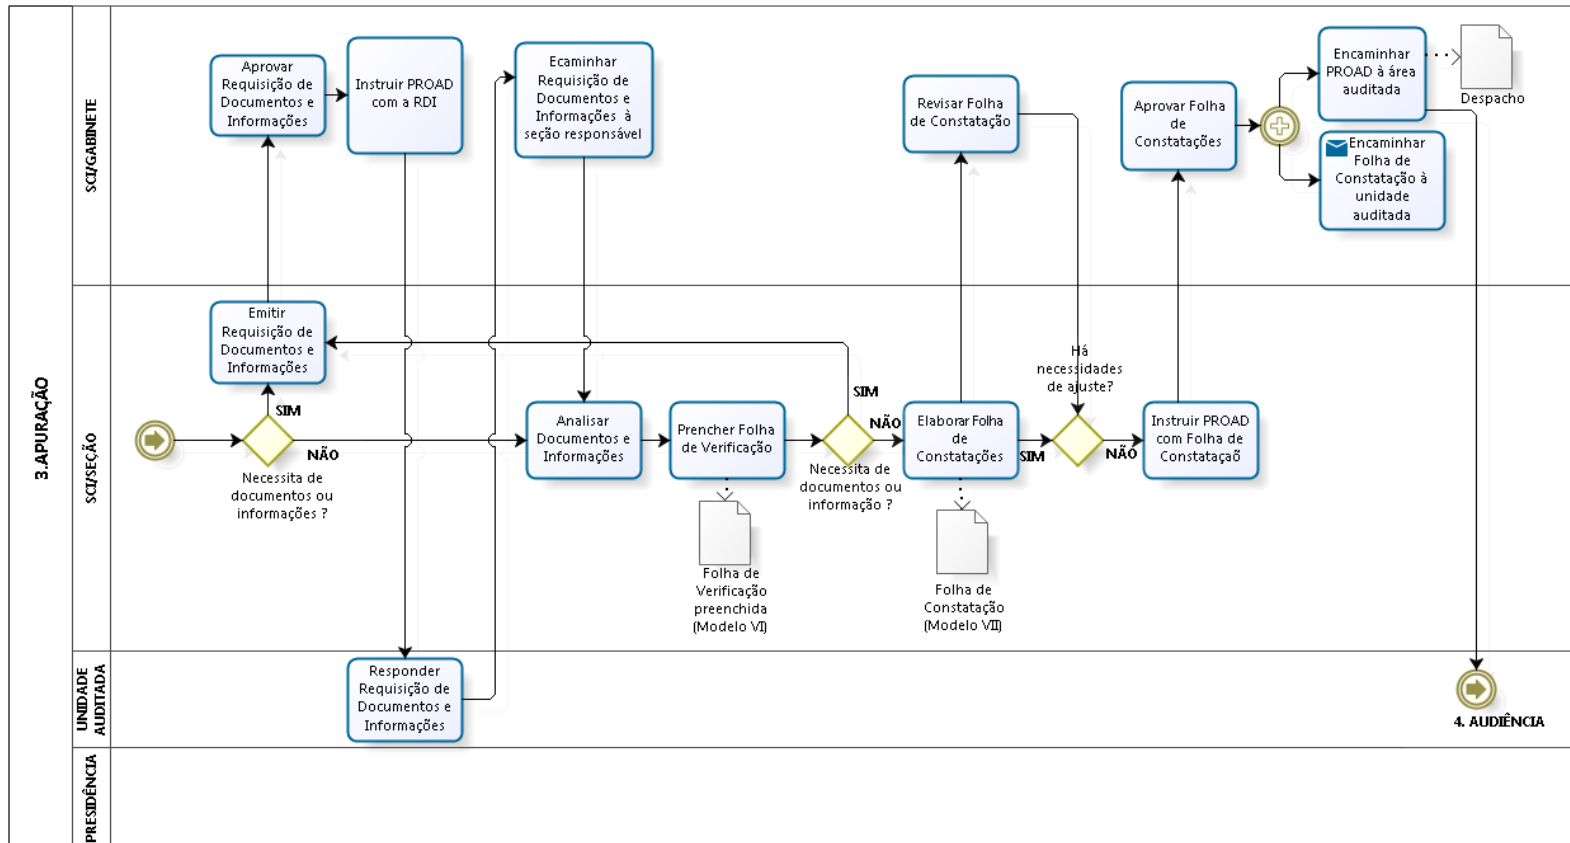 3.APURAÇÃO
SCI/GABINETE
Aprovar
Requisição de
Documentos e
Informações
Instruir PROAD
com a RDI
Ecaminhar
Requisição de
Documentos e
Informações à
seção responsável
Revisar Folha
de Constatação
Aprovar Folha
de
Constatações
Encaminhar
PROAD à área
auditada
Despacho
Encaminhar
Folha de
Constatação à
unidade
auditada
SCI/SEÇÃO
Emitir
Requisição de
Documentos e
Informações
SIM
NÃO
Necessita de
documentos ou
informações ?
Analisar
Documentos e
Informações
Prencher Folha
de Verificação
Folha de
Verificação
preenchida
(Modelo VI)
SIM
NÃO
Necessita de
documentos ou
informação ?
Elaborar Folha
de
Constatações
Folha de
Constatação
(Modelo VII)
SIM
Há
necessidades
de ajuste?
NÃO
Instruir PROAD
com Folha de
Constataçaõ
UNIDADE
AUDITADA
Responder
Requisição de
Documentos e
Informações
4. AUDIÊNCIA
PRESIDÊNCIA